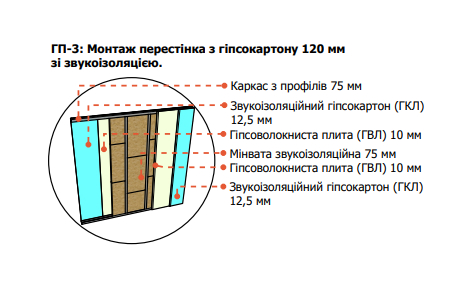 ГП-3: Монтаж перестінка з гіпсокартону 120 мм
зі звукоізоляцією.
Каркас з профілів 75 мм
Звукоізоляційний гіпсокартон (ГКЛ)
12,5 мм
Гіпсоволокниста плита (ГВЛ) 10 мм
Мінвата звукоізоляційна 75 мм
Гіпсоволокниста плита (ГВЛ) 10 мм
Звукоізоляційний гіпсокартон (ГКЛ)
12,5 мм